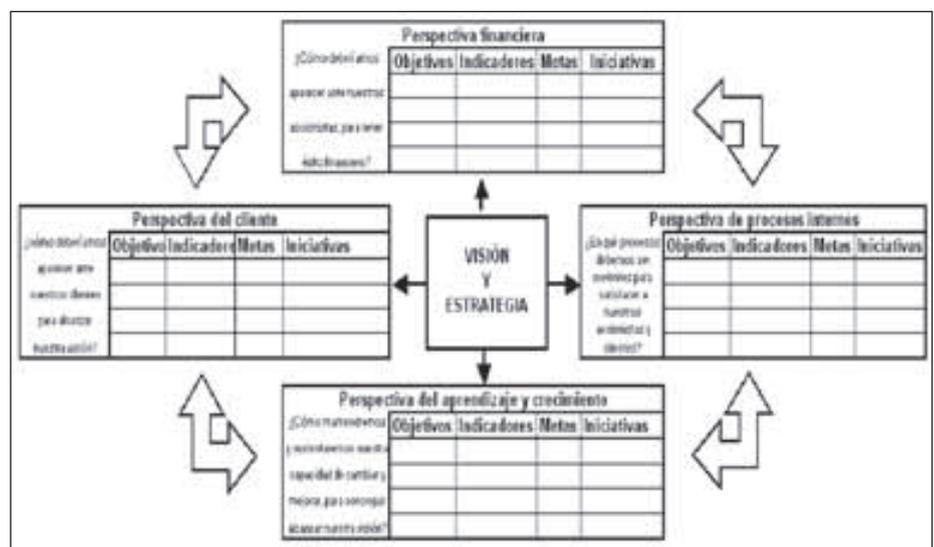 Perspectiva financiera
¿Cómo deberíamos Objetivos Indicadores Metas Iniciativas
aparecer ante nuestros
accionistas, para tener
éxito financiero?
Perspectiva del cliente
¿Cómo deberíamos Objetivo Indicadore Metas Iniciativas
aparecer ante
nuestros clientes
para alcanzar
nuestra visión?
VISIÓN
Y
ESTRATEGIA
Perspectiva de procesos internos
¿En qué procesos Objetivos Indicadores Metas Iniciativas
debemos ser
para
satisfacer a
nuestros
accionistas y
clientes?
Perspectiva del aprendizaje y crecimiento
¿Cómo mantendremos Objetivos Indicadores Metas Iniciativas
y nuestra
capacidad de cambiar y
mejorar, para conseguir
alcanzar nuestra visión?